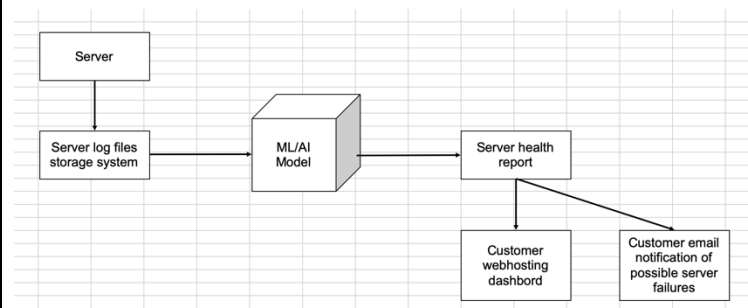 Server
Server log files
storage system
ML/AI
Model
Server health
report
Customer
webhosting
dashbord
Customer email
notification of
possible server
failures